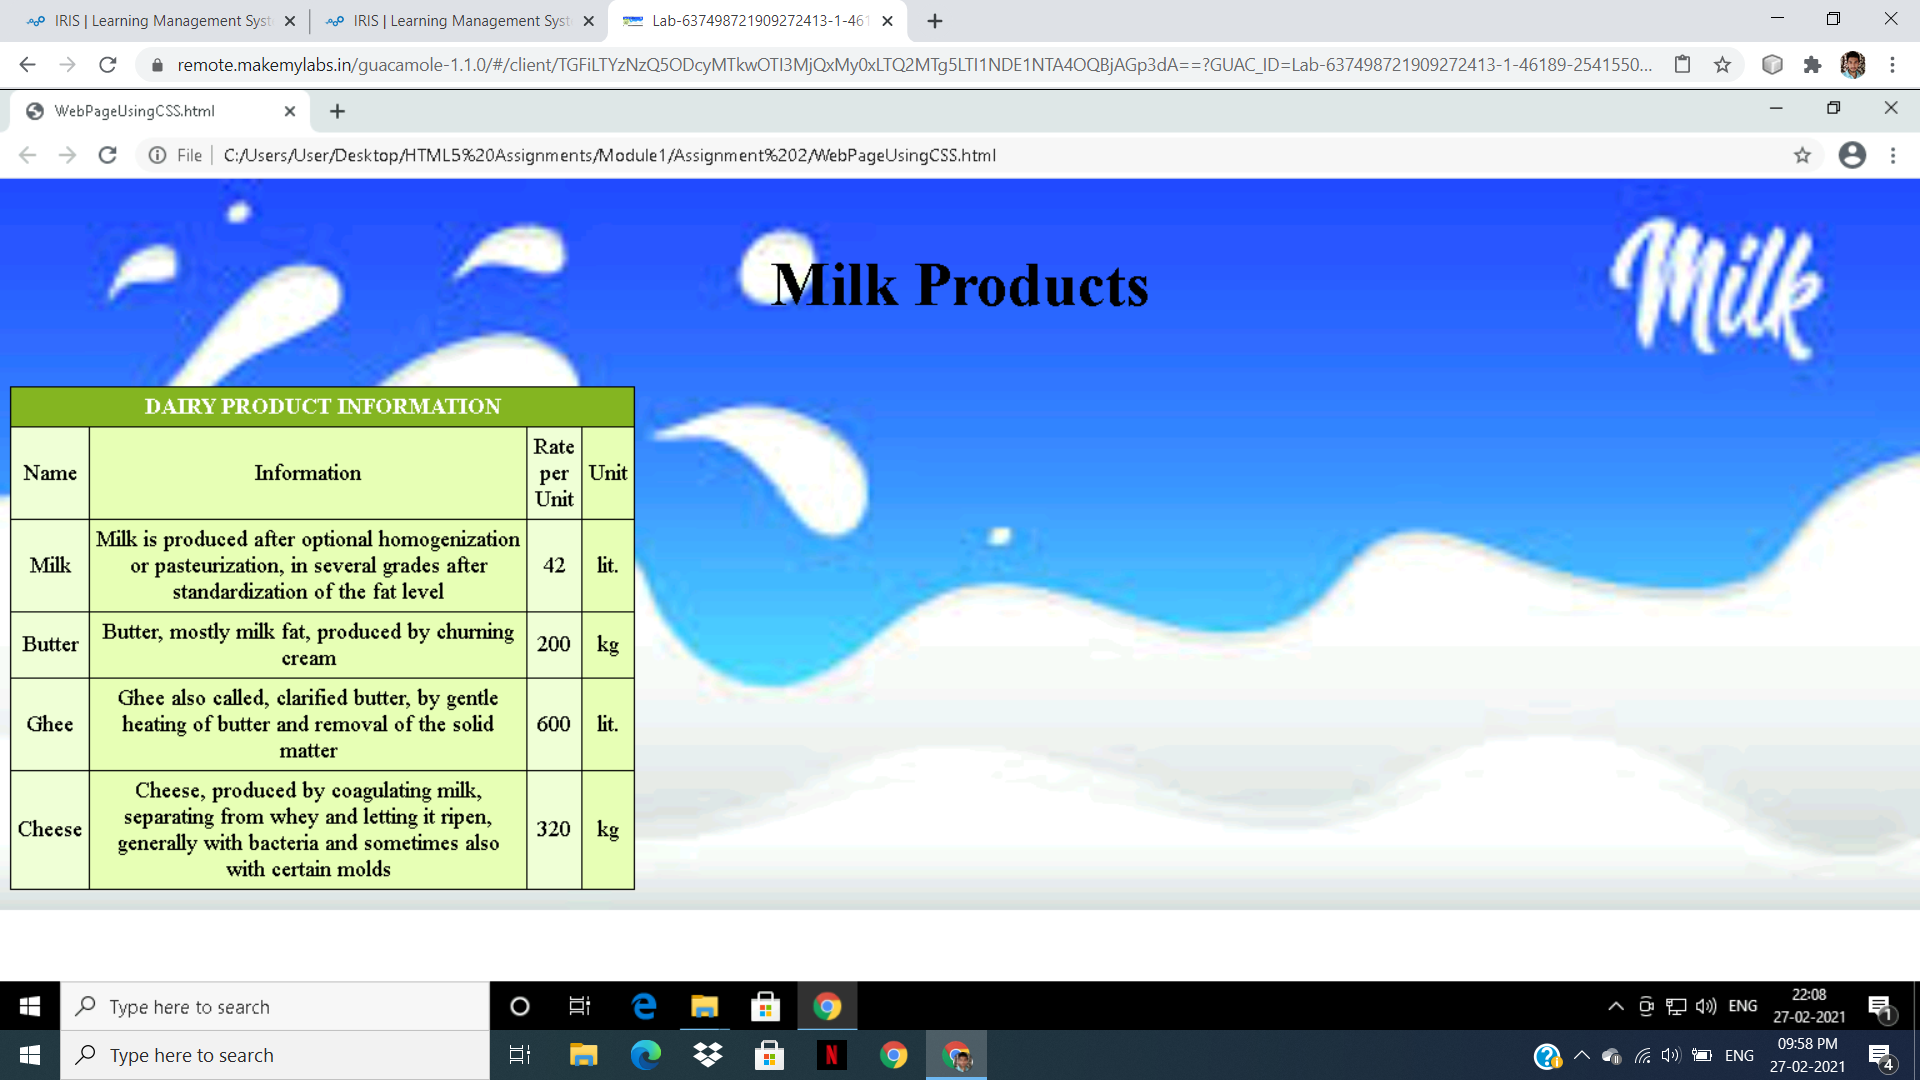 IRIS | Learning Management Syst
IRIS | Learning Management Syst
Lab-637498721909272413-1-461
remote.makemylabs.in/guacamole-1.1.0/#/client/TGFiLTYzNzQ5ODcyMTkwOTI3MjQxMy0xLTQ2MTg5LTI1NDE1NTA4OQBjAGp3dA==?GUAC_ID=Lab-637498721909272413-1-46189-2541550...
WebPageUsingCSS.html
File
C:/Users/User/Desktop/HTML5%20Assignments/Module1/Assignment%202/WebPageUsingCSS.html
Milk Products
Milk
DAIRY PRODUCT INFORMATION
Name
Information
Rate
per
Unit
Unit
Milk
Milk is produced after optional homogenization
or pasteurization, in several grades after
standardization of the fat level
42
lit.
Butter
Butter, mostly milk fat, produced by churning
cream
200
kg
Ghee
Ghee also called, clarified butter, by gentle
heating of butter and removal of the solid
matter
600
lit.
Cheese
Cheese, produced by coagulating milk,
separating from whey and letting it ripen,
generally with bacteria and sometimes also
with certain molds
320
kg
Type here to search
ENG
22:08
27-02-2021
1
Type here to search
N
ENG
09:58 PM
27-02-2021
4